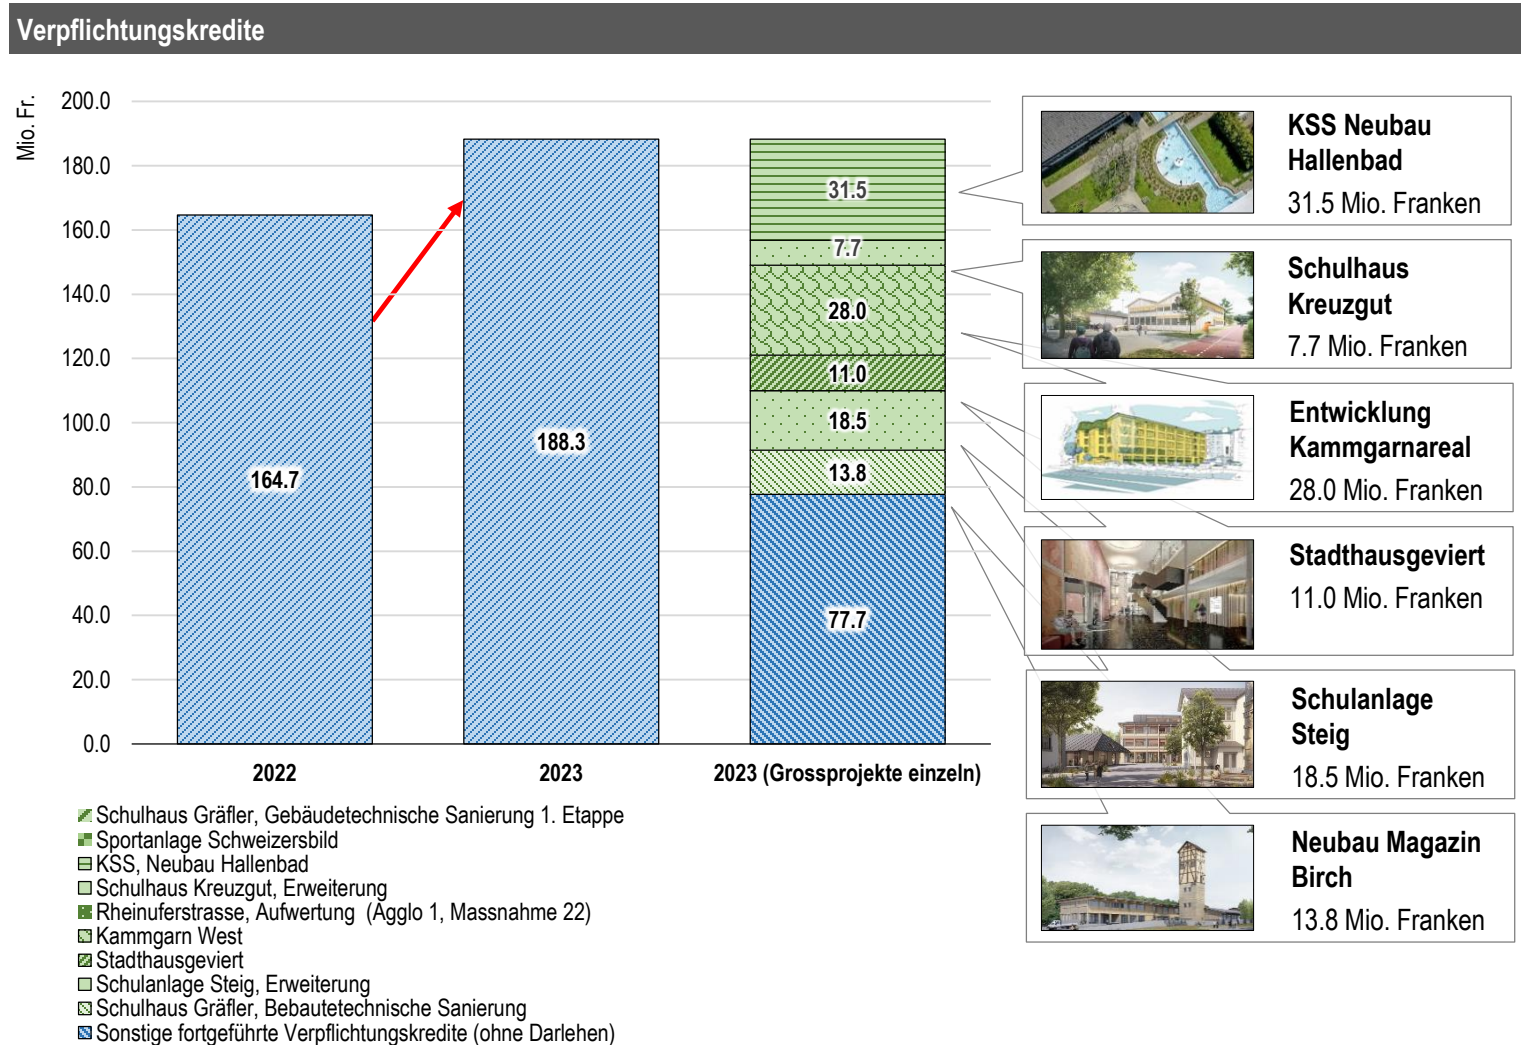 Verpflichtungskredite
Mio. Fr.
200.0
180.0
160.0
140.0
120.0
100.0
80.0
60.0
40.0
20.0
0.0
164.7
188.3
31.5
7.7
28.0
11.0
18.5
13.8
77.7
2022
2023
2023 (Grossprojekte einzeln)
Schulhaus Gräfler, Gebäudetechnische Sanierung 1. Etappe
Sportanlage Schweizersbild
KSS, Neubau Hallenbad
Schulhaus Kreuzgut, Erweiterung
Rheinuferstrasse, Aufwertung (Agglo 1, Massnahme 22)
Kammgarn West
Stadthausgeviert
Schulanlage Steig, Erweiterung
Schulhaus Gräfler, Bebautetechnische Sanierung
Sonstige fortgeführte Verpflichtungskredite (ohne Darlehen)
KSS Neubau
Hallenbad
31.5 Mio. Franken
Schulhaus
Kreuzgut
7.7 Mio. Franken
Entwicklung
Kammgarnareal
28.0 Mio. Franken
Stadthausgeviert
11.0 Mio. Franken
Schulanlage
Steig
18.5 Mio. Franken
Neubau Magazin
Birch
13.8 Mio. Franken